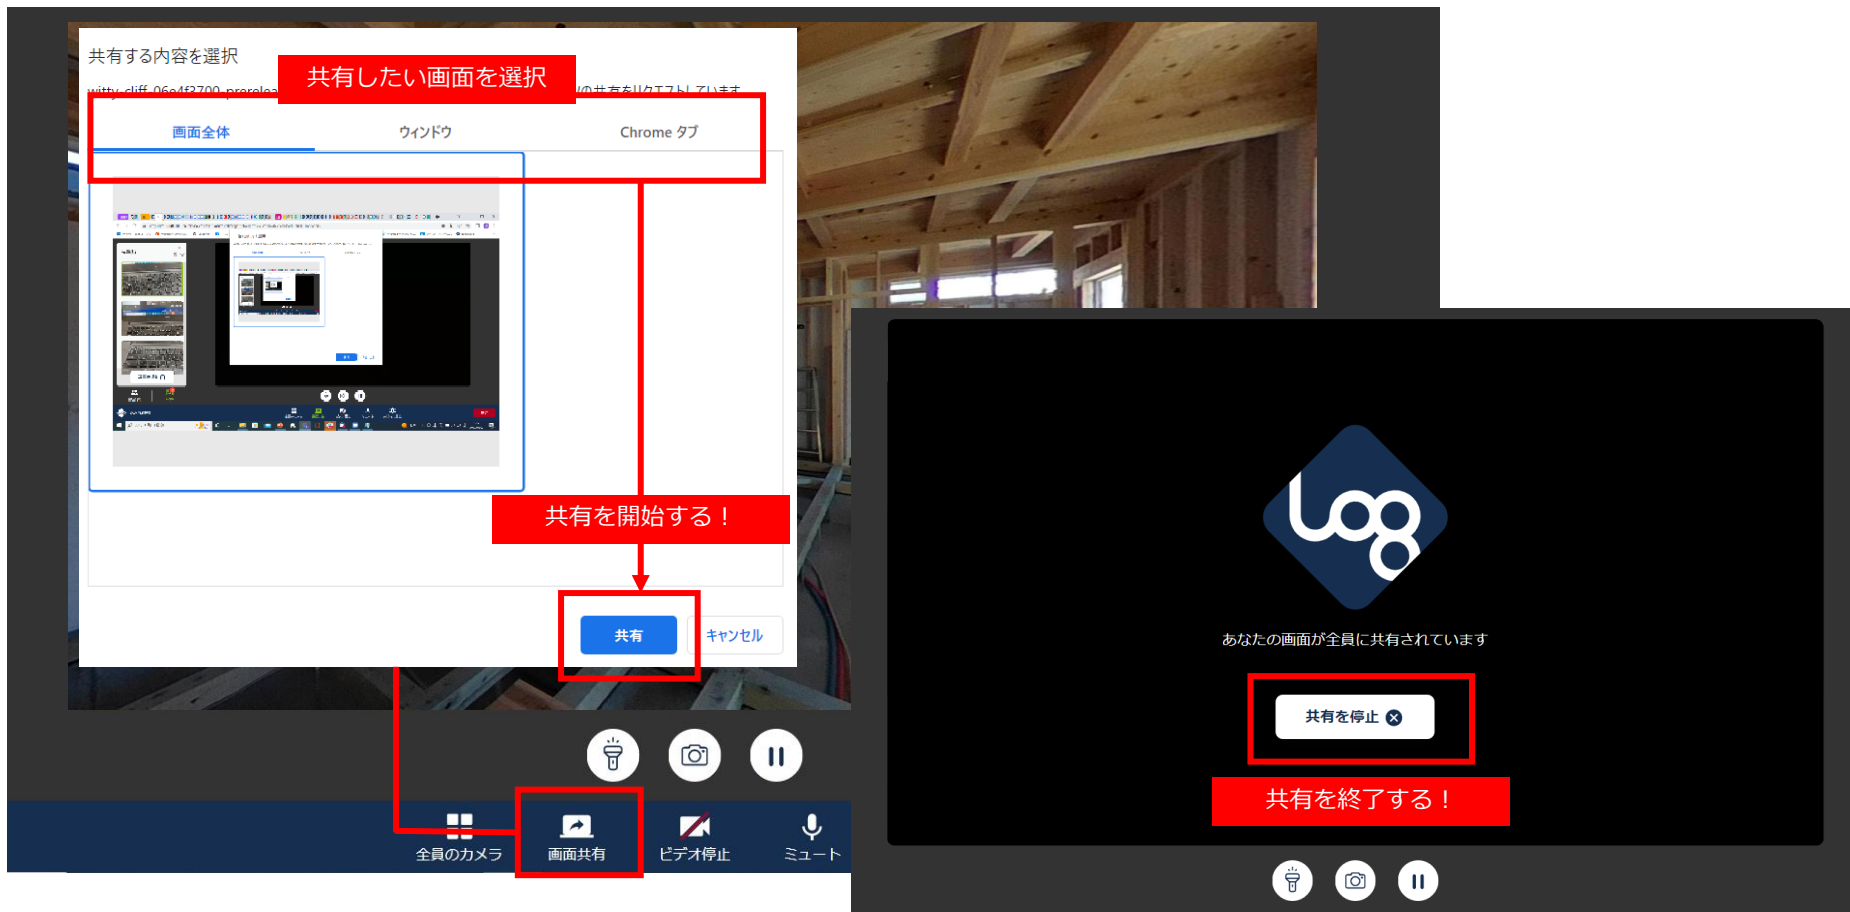 共有する内容を選択
共有したい画面を選択
の共有をリクエストしています
画面全体
ウィンドウ
Chrome タブ
共有を開始する！
共有
キャンセル
全員のカメラ
画面共有
ビデオ停止
ミュート
Log
あなたの画面が全員に共有されています
共有を停止
共有を終了する！